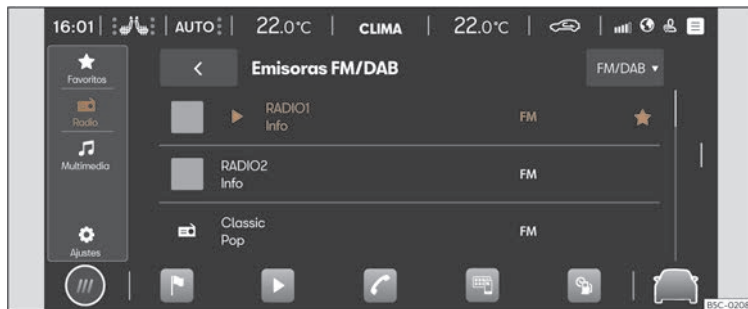 16:01 AUTO 22.0°C CLIMA 22.0°C
Favoritos
Radio
Multimedia
Ajustes
Emisoras FM/DAB FM/DAB
RADIO1 FM
Info
RADIO2 FM
Info
Classic FM
Pop
BSC-0208